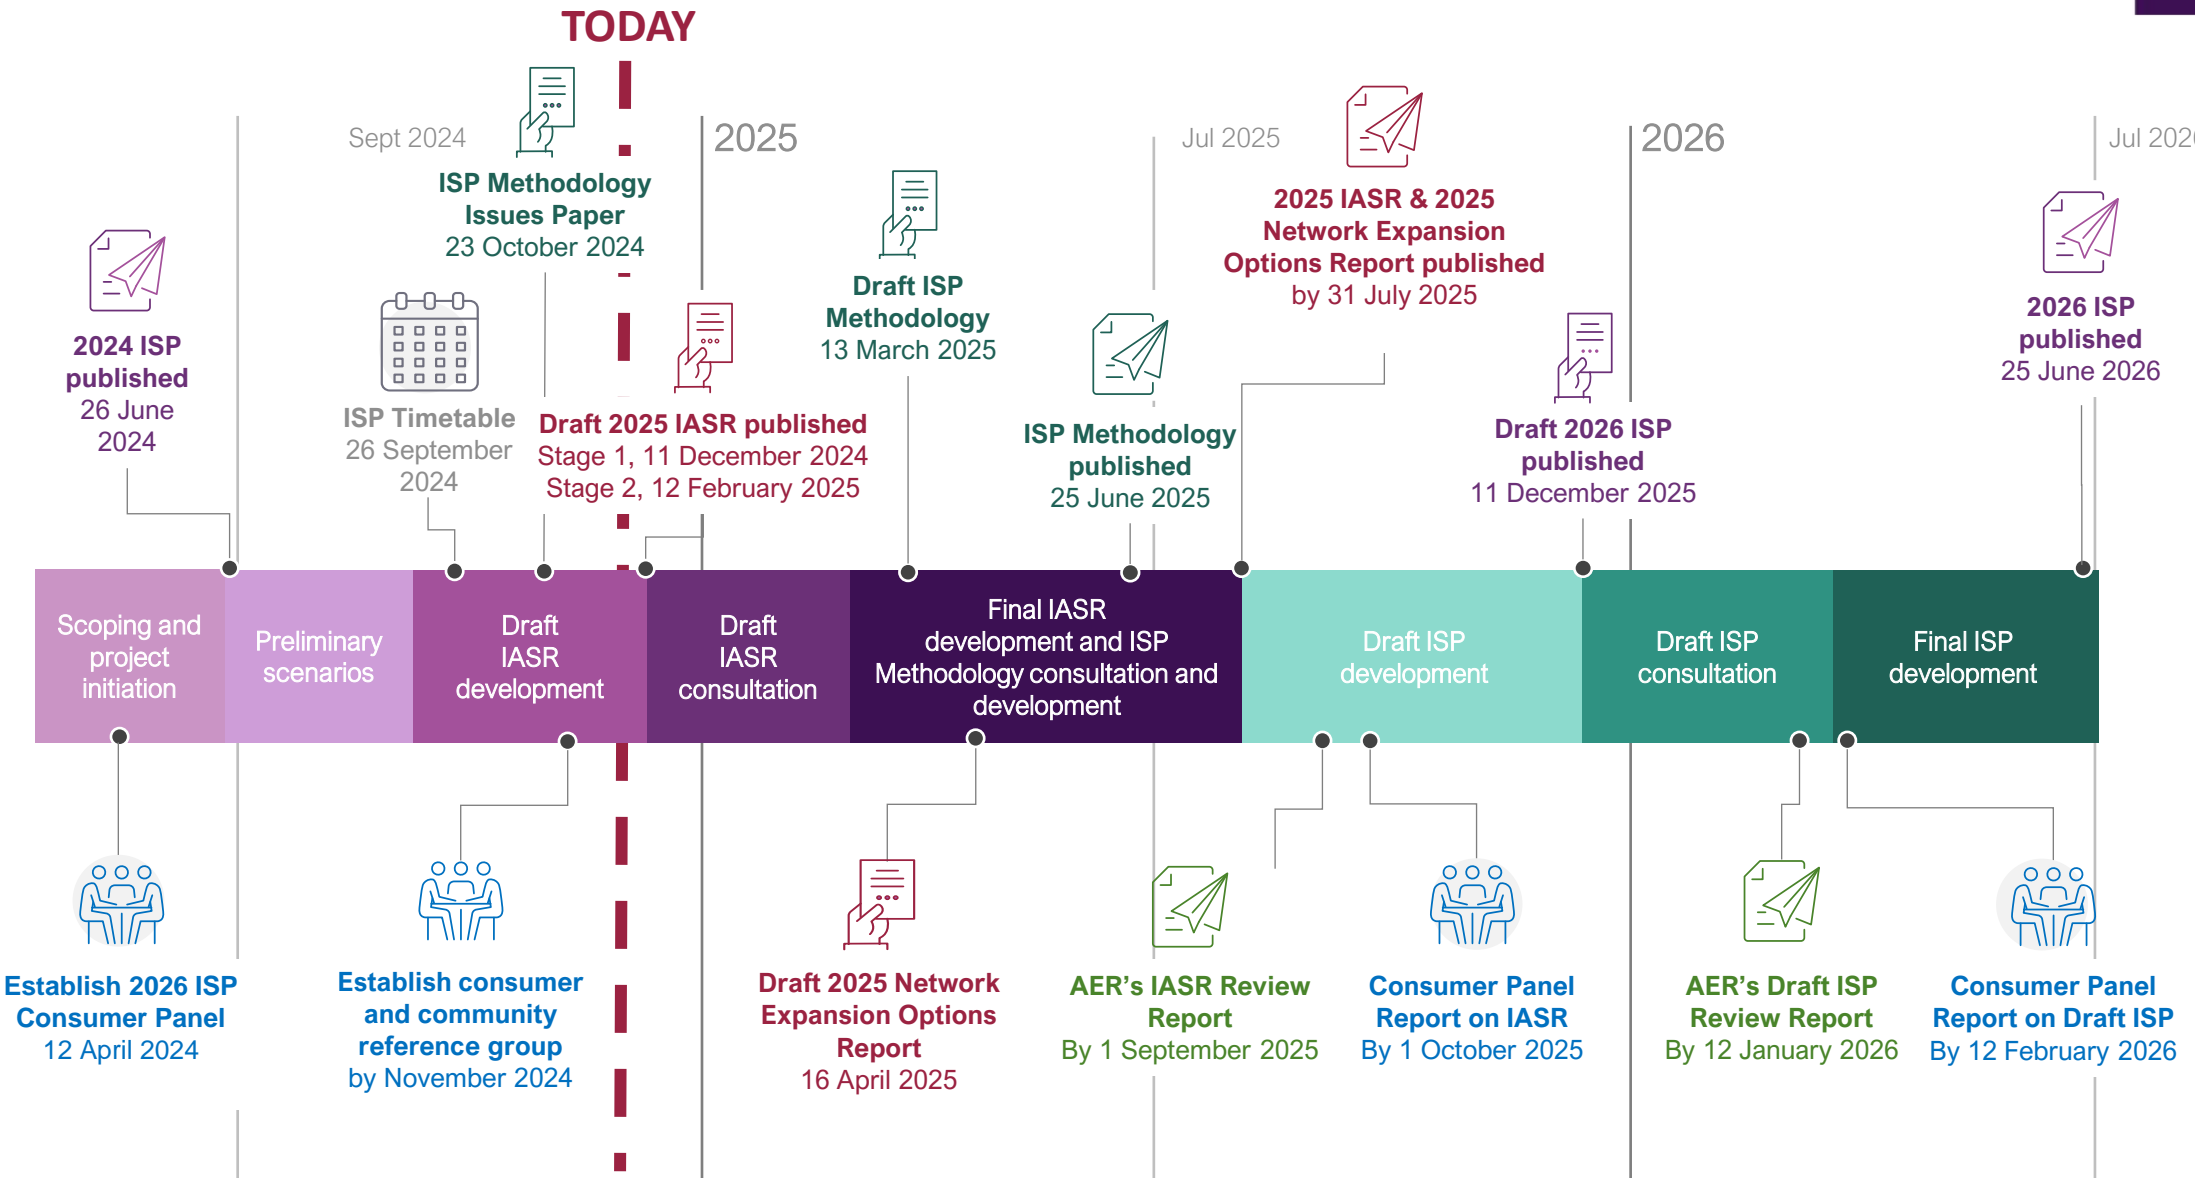 TODAY
Sept 2024
2025
Jul 2025
2026
Jul 202
ISP Methodology
Issues Paper
23 October 2024
2025 IASR & 2025
Network Expansion
Options Report published
by 31 July 2025
Draft ISP
Methodology
13 March 2025
2024 ISP
published
26 June
2024
2026 ISP
published
25 June 2026
ISP Timetable
26 September
2024
Draft 2025 IASR published
Stage 1, 11 December 2024
Stage 2, 12 February 2025
ISP Methodology
published
25 June 2025
Draft 2026 ISP
published
11 December 2025
Scoping and
project
initiation
Preliminary
scenarios
Draft
IASR
development
Draft
IASR
consultation
Final IASR
development and ISP
Methodology consultation and
development
Draft ISP
development
Draft ISP
consultation
Final ISP
development
Establish 2026 ISP
Consumer Panel
12 April 2024
Establish consumer
and community
reference group
by November 2024
Draft 2025 Network
Expansion Options
Report
16 April 2025
AER's IASR Review
Report
By 1 September 2025
Consumer Panel
Report on IASR
By 1 October 2025
AER's Draft ISP
Review Report
By 12 January 2026
Consumer Panel
Report on Draft ISP
By 12 February 2026